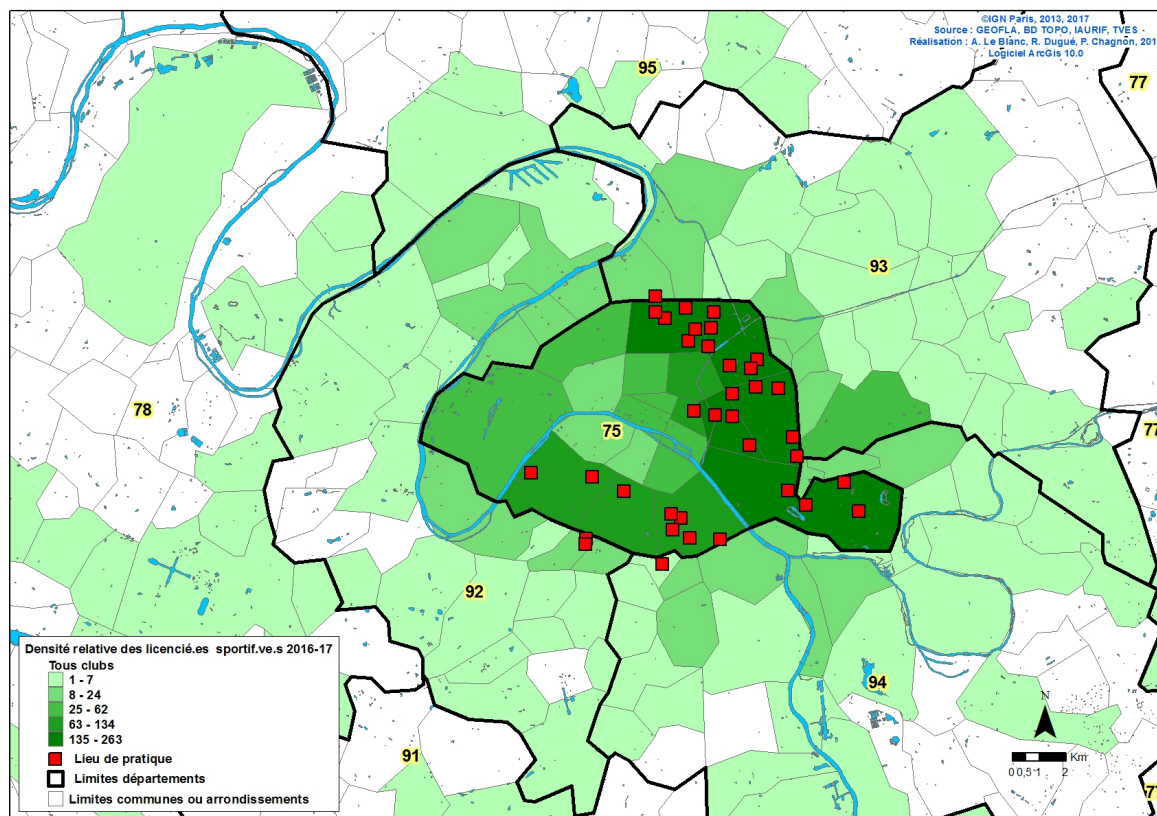 ©IGN Paris, 2013, 2017
Source : GEOFLA, BD TOPO, IAURIF, TVES -
Réalisation : A. Le Blanc, R. Dugué, P. Chagnon, 201
Logiciel ArcGis 10.0
95
77
93
78
75
77
92
94
91
77
Densité relative des licencié.es sportif.ve.s 2016-17
Tous clubs
1 - 7
8 - 24
25 - 62
63 - 134
135 - 263
Lieu de pratique
Limites départements
Limites communes ou arrondissements
N
Km
0 0,5 1 2